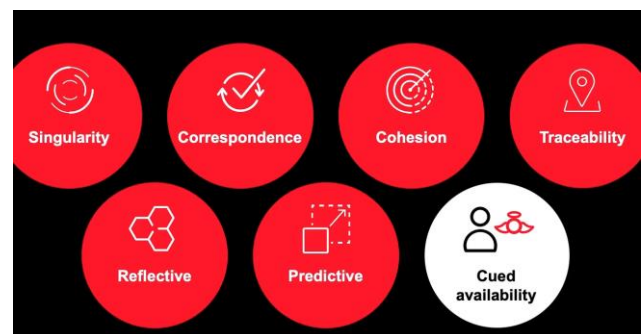 Singularity
Correspondence
Cohesion
Traceability
Reflective
Predictive
Cued
availability